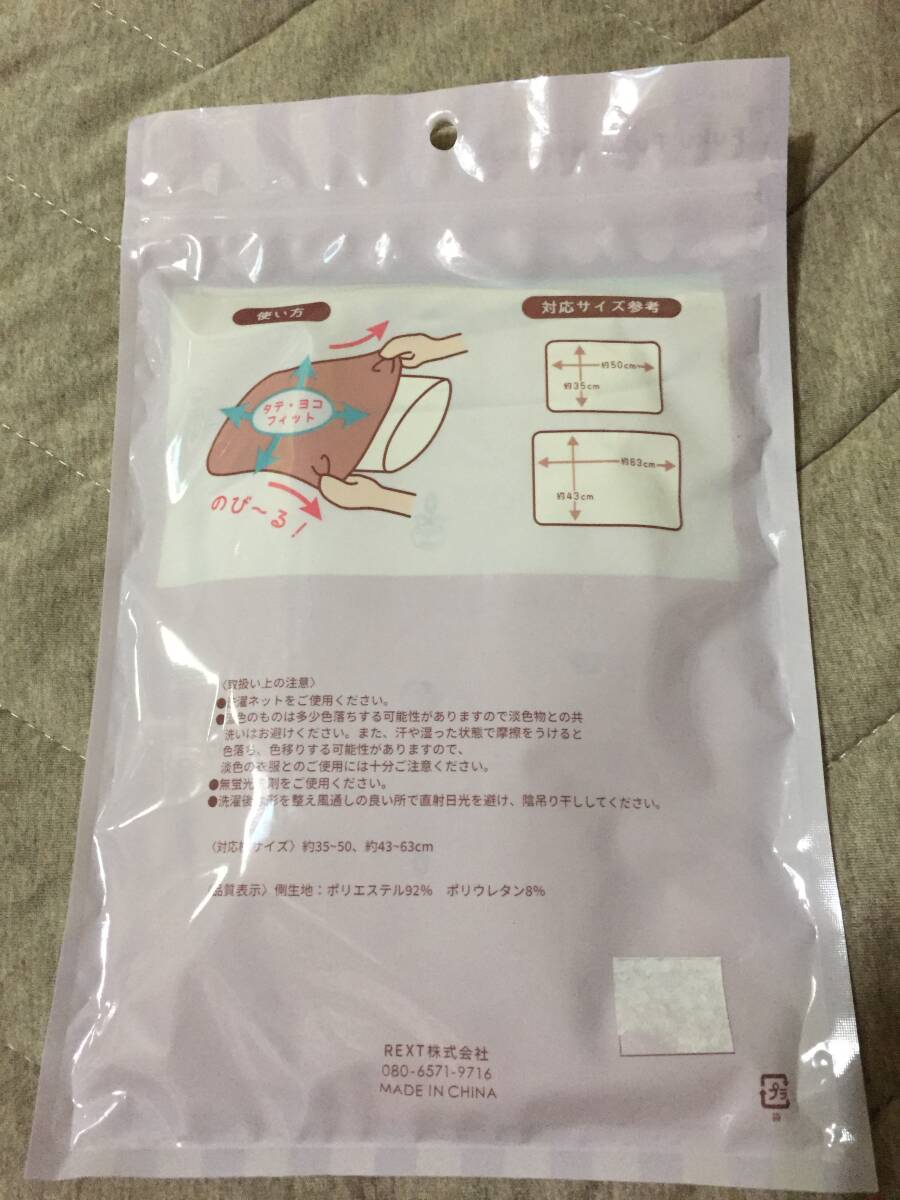 使い方
対応サイズ参考
タテ・ヨコ
フィット
のび～る!
約50cm
約35cm
約63cm
約43cm
〈取扱い上の注意〉
●洗濯ネットをご使用ください。
●色のものは多少色落ちする可能性がありますので淡色物との共
洗いはお避けください。また、汗や湿った状態で摩擦をうけると
色落ち、色移りする可能性がありますので、
淡色の衣服とのご使用には十分ご注意ください。
●無蛍光洗剤をご使用ください。
●洗濯後は形を整え風通しの良い所で直射日光を避け、陰吊り干ししてください。
〈対応枕サイズ〉約35~50、約43~63cm
〈品質表示〉側生地：ポリエステル92%　ポリウレタン8%
REXT株式会社
080-6571-9716
MADE IN CHINA
プラ
袋